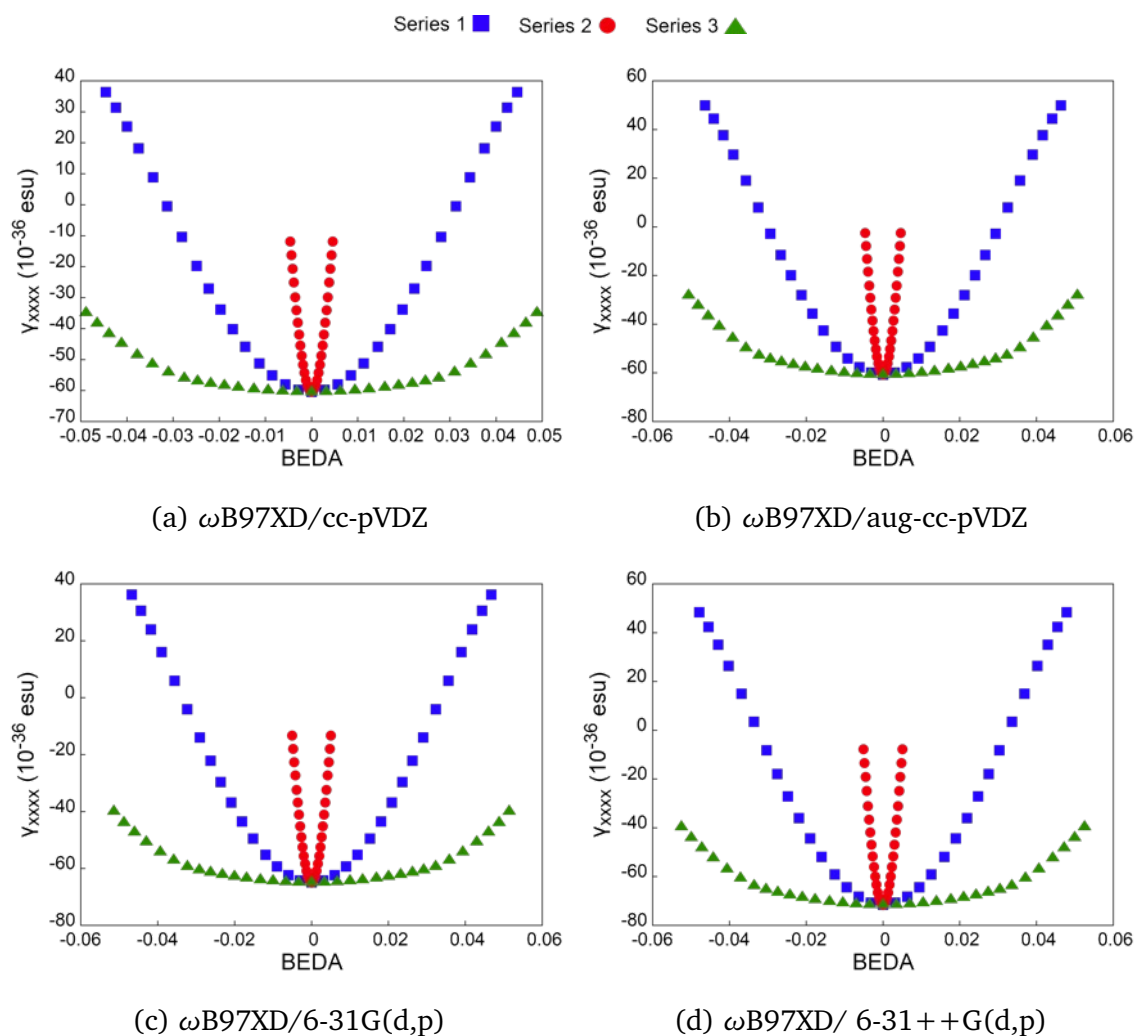 Series 1 Series 2 Series 3
40
30
20
10
0
-10
-20
-30
-40
-50
-60
-70
γxxxx (10-36 esu)
-0.05 -0.04 -0.03 -0.02 -0.01 0 0.01 0.02 0.03 0.04 0.05
BEDA
(a) ωB97XD/cc-pVDZ
60
40
20
0
-20
-40
-60
-80
γxxxx (10-36 esu)
-0.06 -0.04 -0.02 0 0.02 0.04 0.06
BEDA
(b) ωB97XD/aug-cc-pVDZ
40
20
0
-20
-40
-60
-80
γxxxx (10-36 esu)
-0.06 -0.04 -0.02 0 0.02 0.04 0.06
BEDA
(c) ωB97XD/6-31G(d,p)
60
40
20
0
-20
-40
-60
-80
γxxxx (10-36 esu)
-0.06 -0.04 -0.02 0 0.02 0.04 0.06
BEDA
(d) ωB97XD/ 6-31++G(d,p)